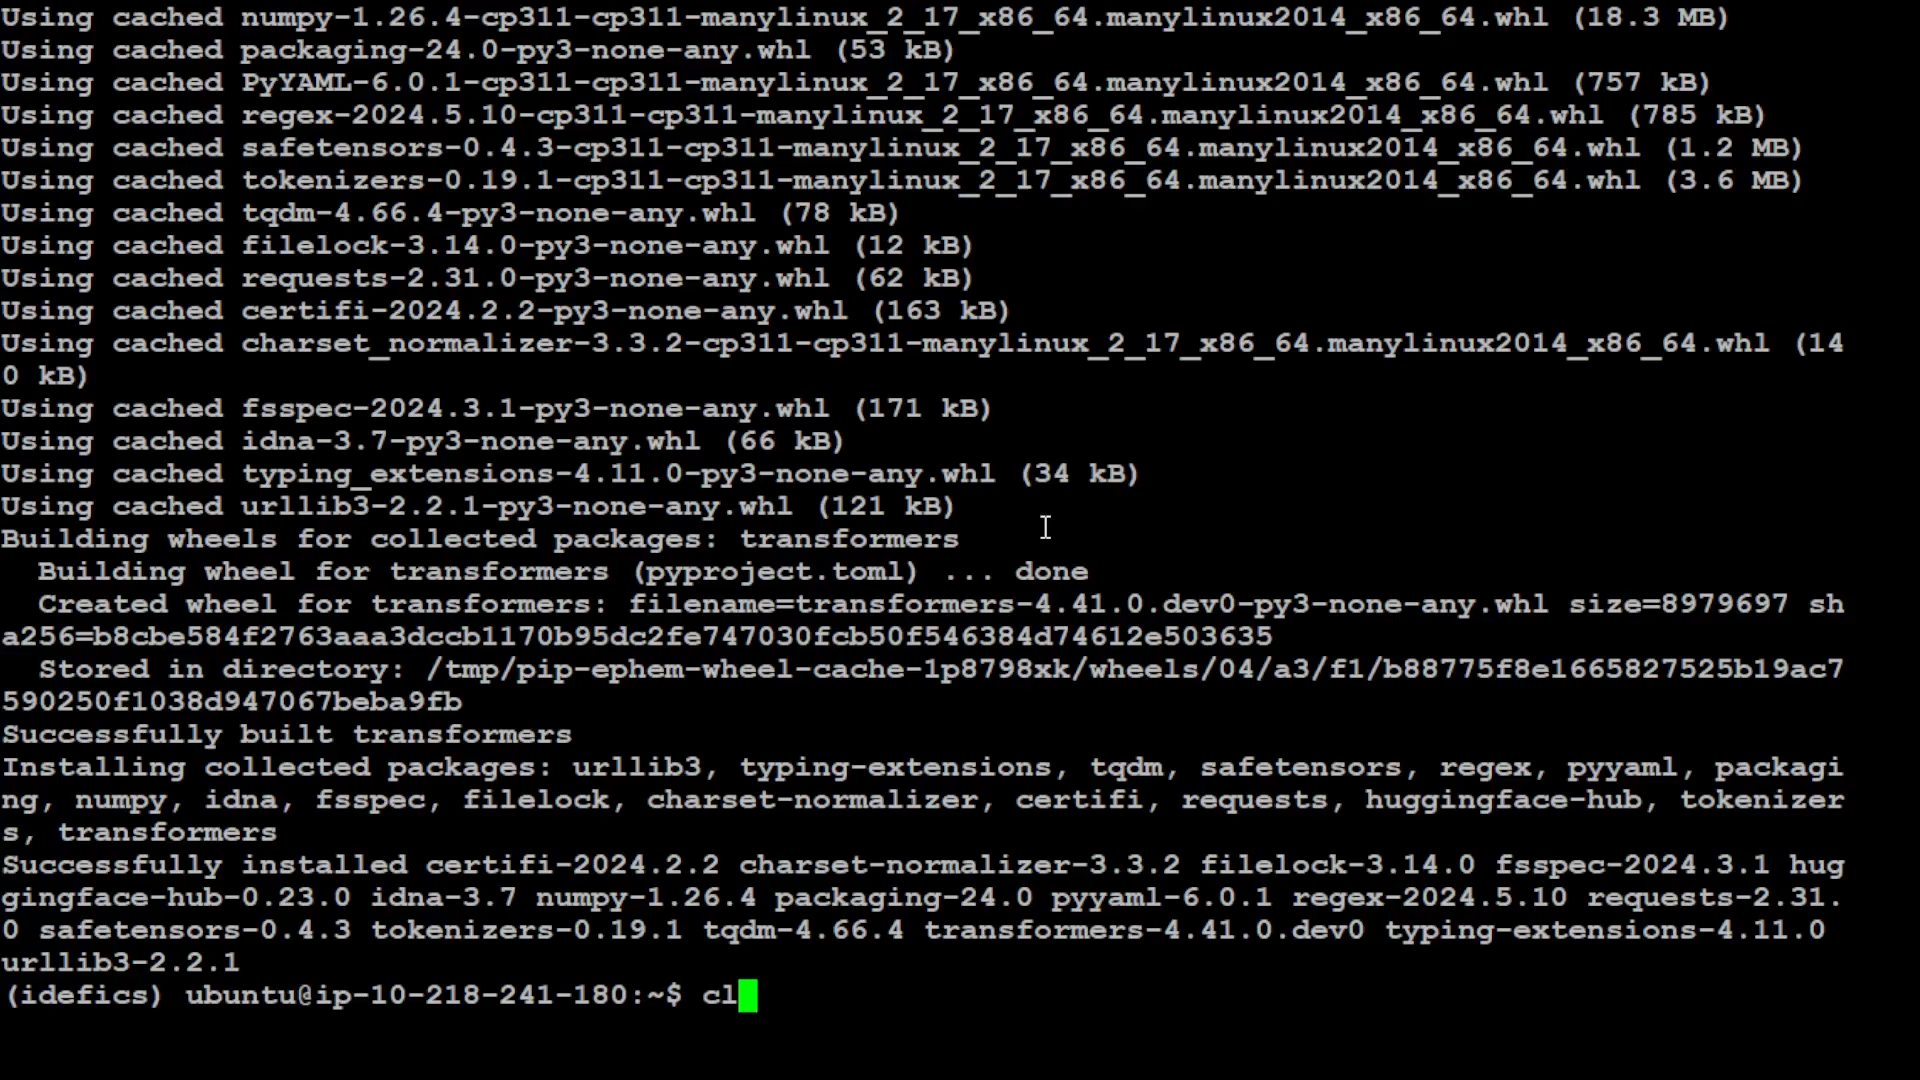 Using cached numpy-1.26.4-cp311-cp311-manylinux_2_17_x86_64.manylinux2014_x86_64.whl (18.3 MB)
Using cached packaging-24.0-py3-none-any.whl (53 kB)
Using cached PyYAML-6.0.1-cp311-cp311-manylinux_2_17_x86_64.manylinux2014_x86_64.whl (757 kB)
Using cached regex-2024.5.10-cp311-cp311-manylinux_2_17_x86_64.manylinux2014_x86_64.whl (785 kB)
Using cached safetensors-0.4.3-cp311-cp311-manylinux_2_17_x86_64.manylinux2014_x86_64.whl (1.2 MB)
Using cached tokenizers-0.19.1-cp311-cp311-manylinux_2_17_x86_64.manylinux2014_x86_64.whl (3.6 MB)
Using cached tqdm-4.66.4-py3-none-any.whl (78 kB)
Using cached filelock-3.14.0-py3-none-any.whl (12 kB)
Using cached requests-2.31.0-py3-none-any.whl (62 kB)
Using cached certifi-2024.2.2-py3-none-any.whl (163 kB)
Using cached charset_normalizer-3.3.2-cp311-cp311-manylinux_2_17_x86_64.manylinux2014_x86_64.whl (14
0 kB)
Using cached fsspec-2024.3.1-py3-none-any.whl (171 kB)
Using cached idna-3.7-py3-none-any.whl (66 kB)
Using cached typing_extensions-4.11.0-py3-none-any.whl (34 kB)
Using cached urllib3-2.2.1-py3-none-any.whl (121 kB)
Building wheels for collected packages: transformers
  Building wheel for transformers (pyproject.toml) ... done
  Created wheel for transformers: filename=transformers-4.41.0.dev0-py3-none-any.whl size=8979697 sh
a256=b8cbe584f2763aaa3dccb1170b95dc2fe747030fcb50f546384d74612e503635
  Stored in directory: /tmp/pip-ephem-wheel-cache-1p8798xk/wheels/04/a3/f1/b88775f8e1665827525b19ac7
590250f1038d947067beba9fb
Successfully built transformers
Installing collected packages: urllib3, typing-extensions, tqdm, safetensors, regex, pyyaml, packagi
ng, numpy, idna, fsspec, filelock, charset-normalizer, certifi, requests, huggingface-hub, tokenizer
s, transformers
Successfully installed certifi-2024.2.2 charset-normalizer-3.3.2 filelock-3.14.0 fsspec-2024.3.1 hug
gingface-hub-0.23.0 idna-3.7 numpy-1.26.4 packaging-24.0 pyyaml-6.0.1 regex-2024.5.10 requests-2.31.
0 safetensors-0.4.3 tokenizers-0.19.1 tqdm-4.66.4 transformers-4.41.0.dev0 typing-extensions-4.11.0
urllib3-2.2.1
(idefics) ubuntu@ip-10-218-241-180:~$ cl